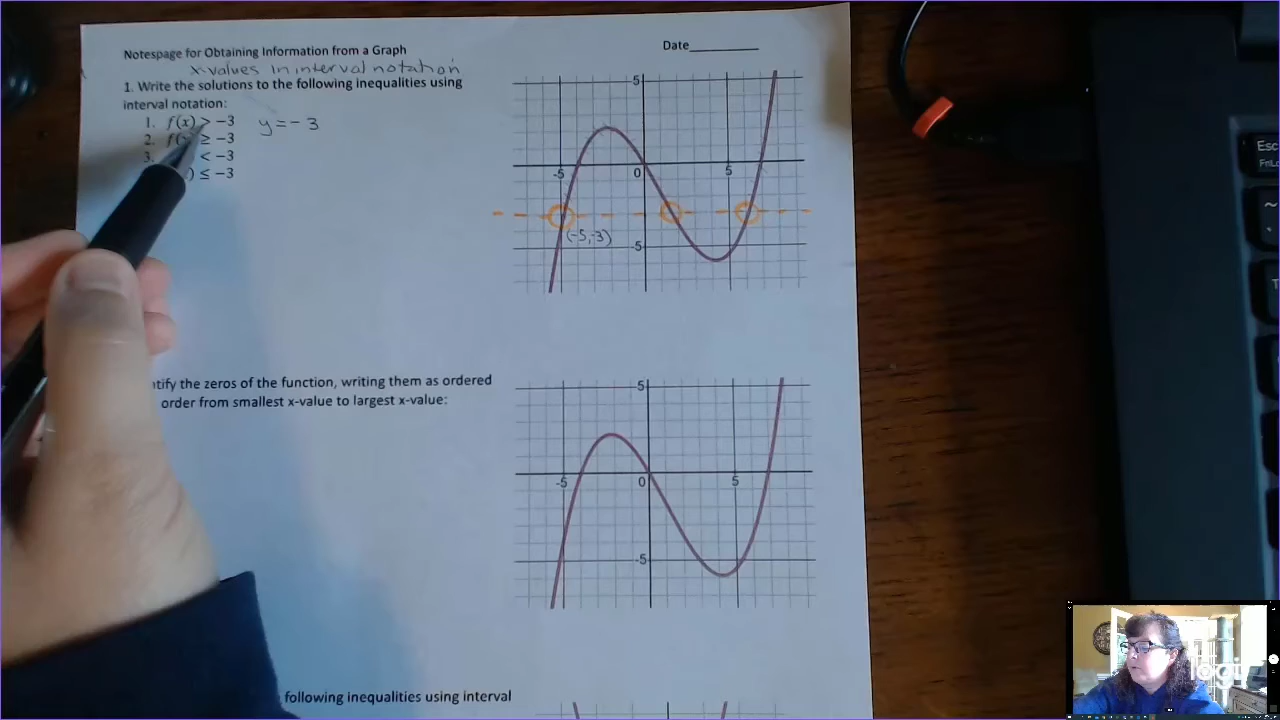 Notespage for Obtaining Information from a Graph
Date
x-values in interval notation
1. Write the solutions to the following inequalities using
interval notation:
1. f(x) > -3 y = -3
2. ≥ -3
3. < -3
) ≤ -3
5
-5
0
5
-5
(-5,-3)
tify the zeros of the function, writing them as ordered
order from smallest x-value to largest x-value:
5
-5
0
5
-5
following inequalities using interval
Esc
logi